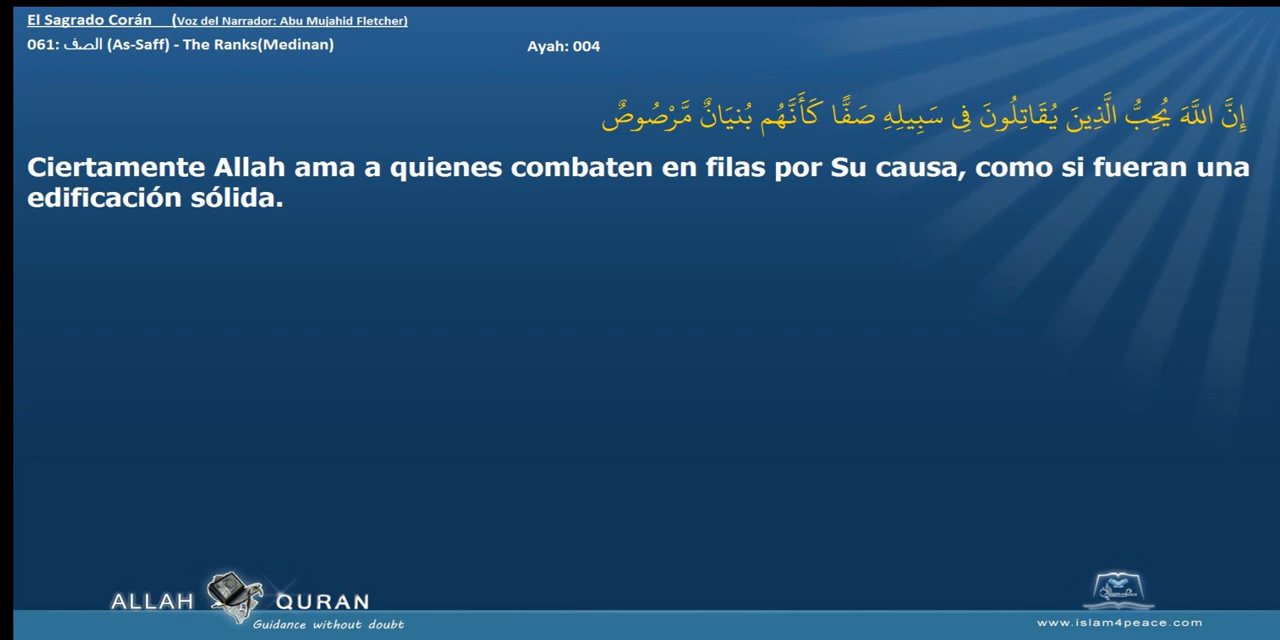 El Sagrado Corán (Voz del Narrador: Abu Mujahid Fletcher)
061: الصف (As-Saff) - The Ranks(Medinan) Ayah: 004
إِنَّ اللَّهَ يُحِبُّ الَّذِينَ يُقَاتِلُونَ فِي سَبِيلِهِ صَفًّا كَأَنَّهُم بُنيَانٌ مَّرْصُوصٌ
Ciertamente Allah ama a quienes combaten en filas por Su causa, como si fueran una
edificación sólida.
ALLAH QURAN
Guidance without doubt
www.islam4peace.com